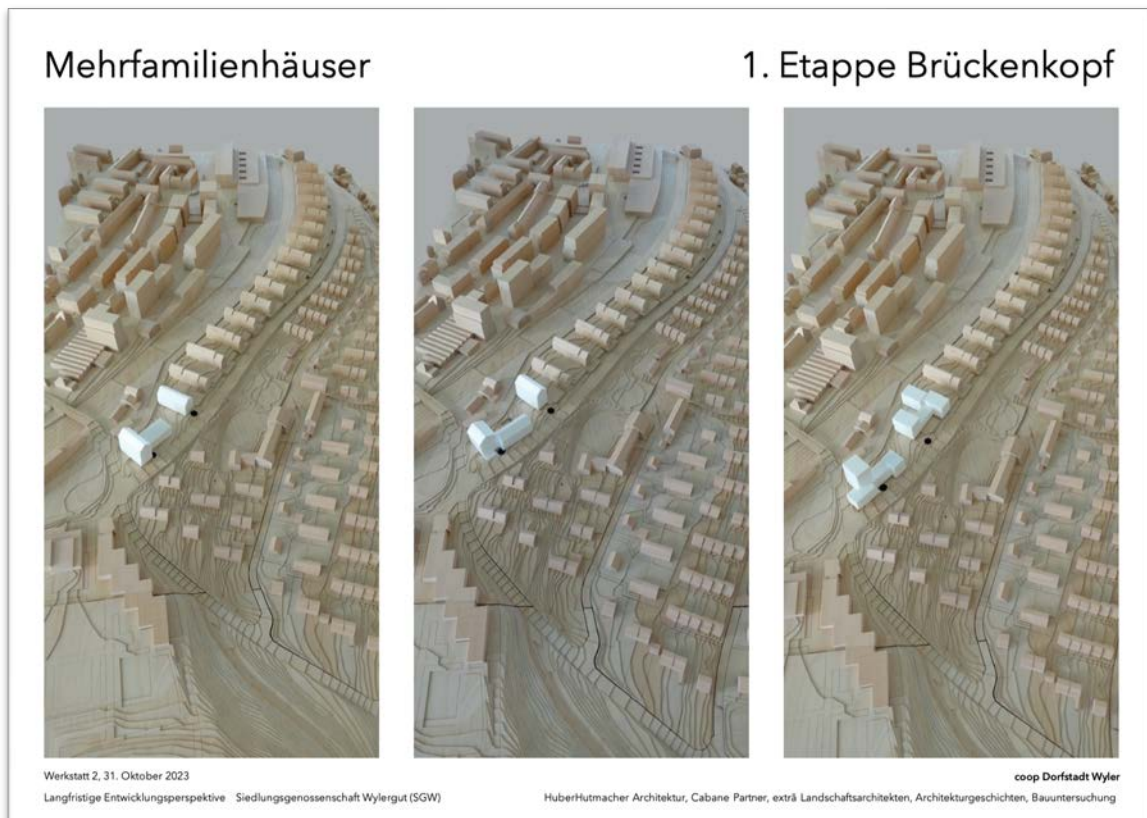 Mehrfamilienhäuser
1. Etappe Brückenkopf
Werkstatt 2, 31. Oktober 2023
coop Dorfstadt Wyler
Langfristige Entwicklungsperspektive Siedlungsgenossenschaft Wylergut (SGW)
HuberHutmacher Architektur, Cabane Partner, extrā Landschaftsarchitekten, Architekturgeschichten, Bauuntersuchung